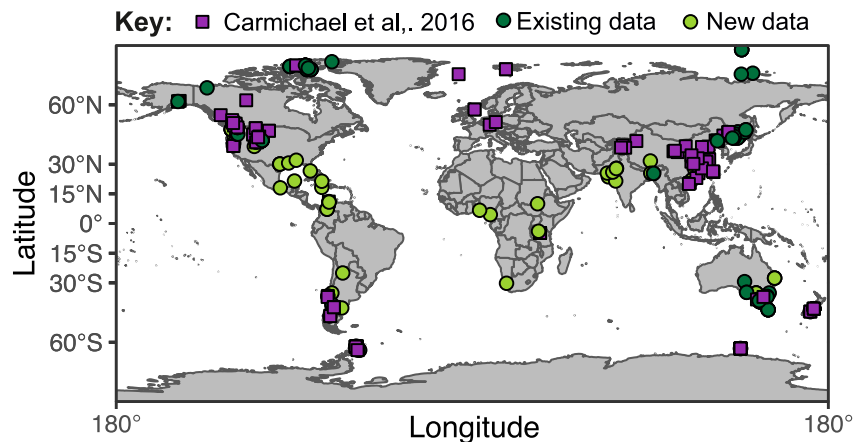 Key: Carmichael et al,. 2016 Existing data New data
60°N
30°N
15°N
0°
15°S
30°S
60°S
Latitude
180° 180°
Longitude